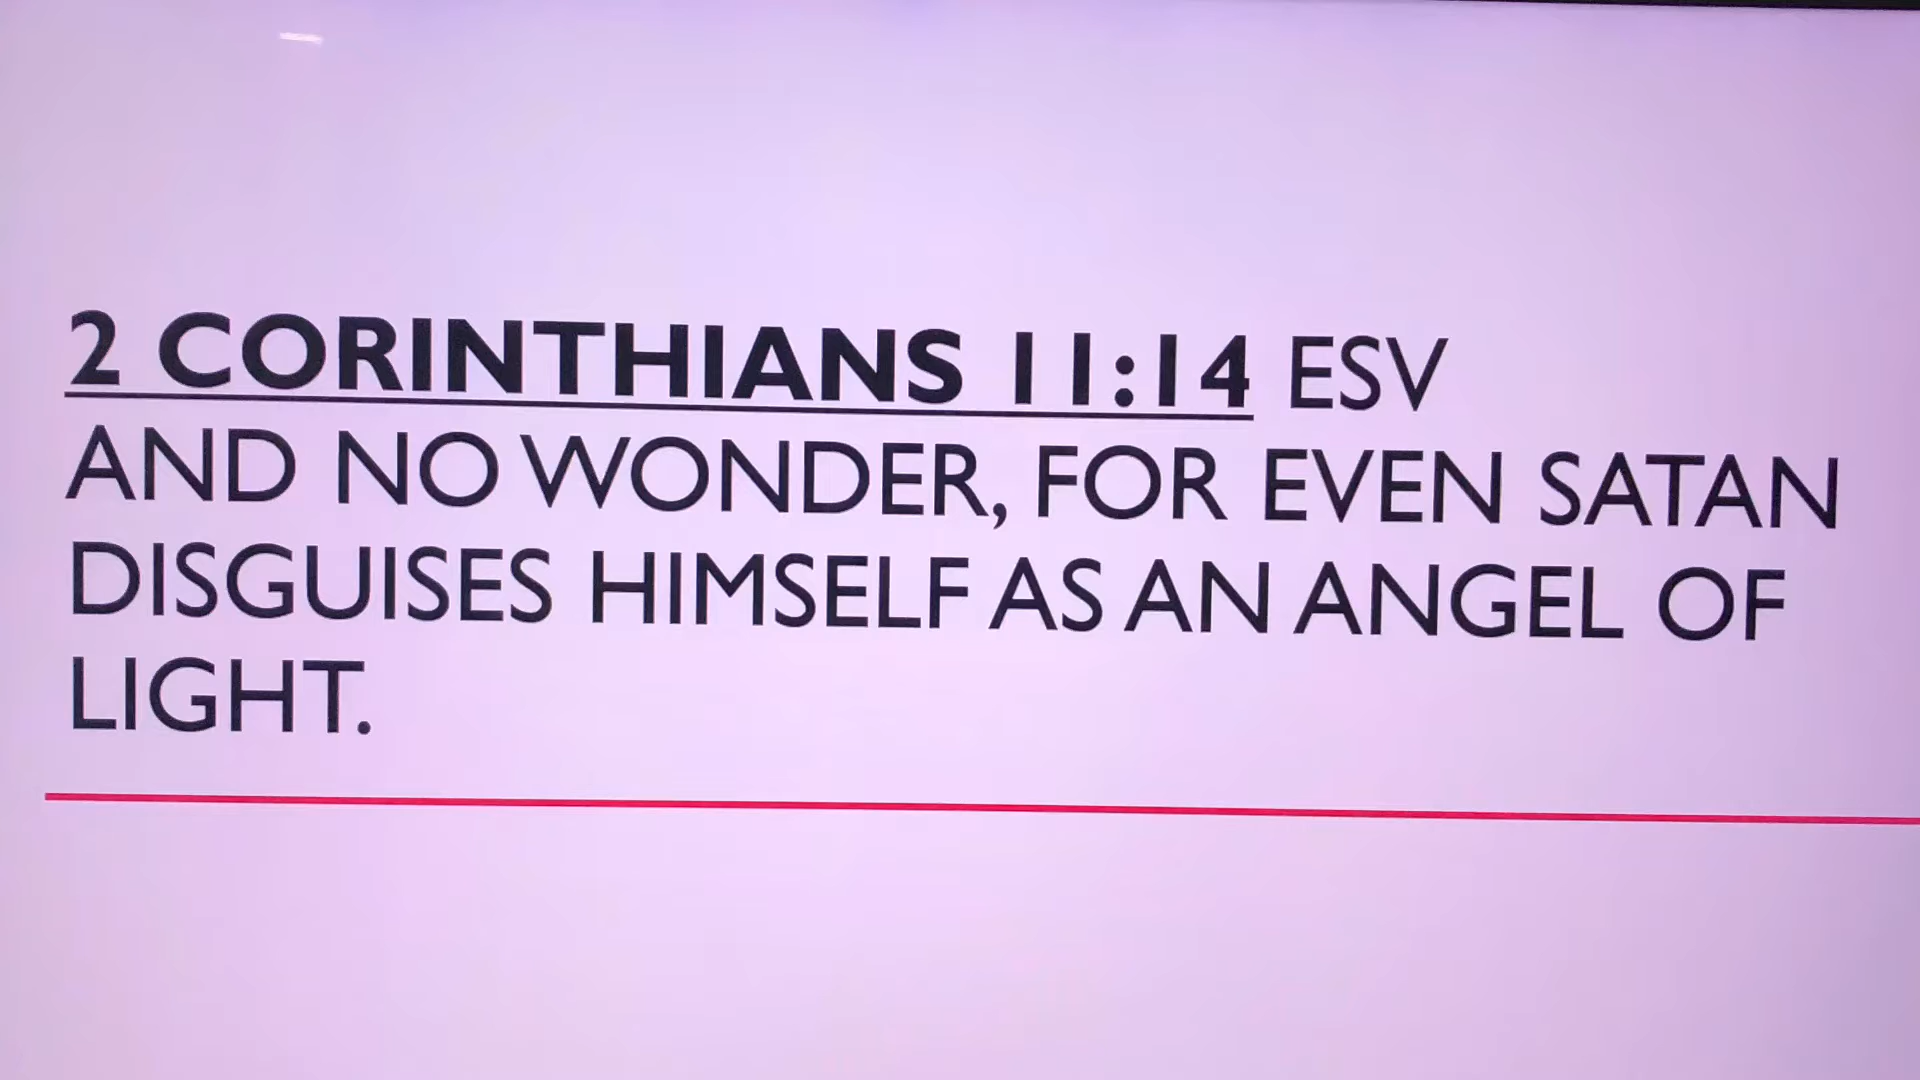 2 CORINTHIANS 11:14 ESV
AND NO WONDER, FOR EVEN SATAN
DISGUISES HIMSELF AS AN ANGEL OF
LIGHT.